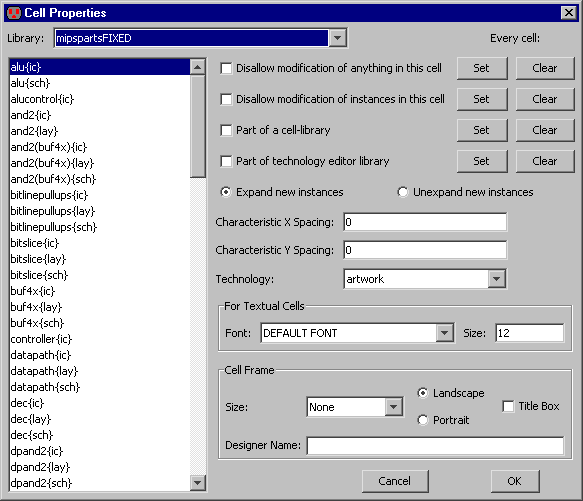 Cell Properties
Library: mipspartsFIXED Every cell:
alu{ic}
alu{sch}
alucontrol{ic}
and2{ic}
and2{lay}
and2(buf4x){ic}
and2(buf4x){lay}
and2(buf4x){sch}
bitlinepullups{ic}
bitlinepullups{lay}
bitlinepullups{sch}
bitslice{ic}
bitslice{lay}
bitslice{sch}
buf4x{ic}
buf4x{lay}
buf4x{sch}
controller{ic}
datapath{ic}
datapath{lay}
datapath{sch}
dec{ic}
dec{lay}
dec{sch}
dpand2{ic}
dpand2{lay}
dpand2{sch}
Disallow modification of anything in this cell Set Clear
Disallow modification of instances in this cell Set Clear
Part of a cell-library Set Clear
Part of technology editor library Set Clear
Expand new instances Unexpand new instances
Characteristic X Spacing: 0
Characteristic Y Spacing: 0
Technology: artwork
For Textual Cells
Font: DEFAULT FONT Size: 12
Cell Frame
Size: None Landscape Title Box
Portrait
Designer Name:
Cancel OK